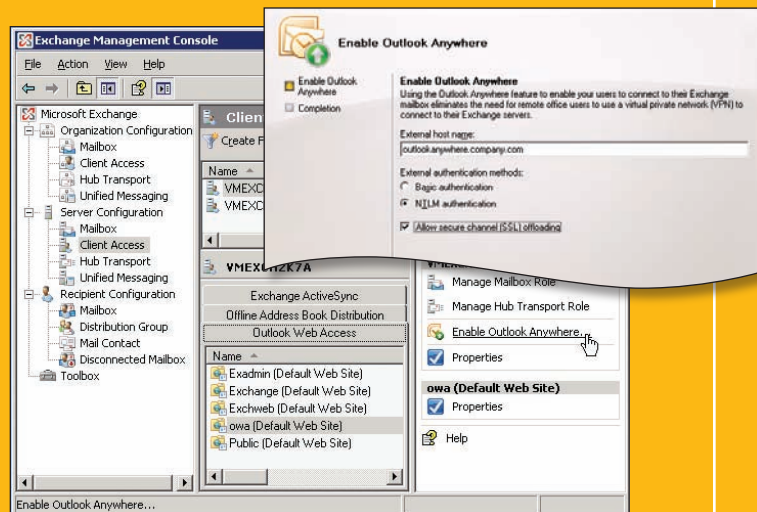 Exchange Management Console
File Action View Help
Microsoft Exchange
Organization Configuration
Mailbox
Client Access
Hub Transport
Unified Messaging
Server Configuration
Mailbox
Client Access
Hub Transport
Unified Messaging
Recipient Configuration
Mailbox
Distribution Group
Mail Contact
Disconnected Mailbox
Toolbox
Clien
Create F
Name
VMEXC
VMEXC
Exchange ActiveSync
Offline Address Book Distribution
Outlook Web Access
Name
Exadmin (Default Web Site)
Exchange (Default Web Site)
Exchweb (Default Web Site)
owa (Default Web Site)
Public (Default Web Site)
Manage Mailbox Role
Manage Hub Transport Role
Enable Outlook Anywhere...
Properties
owa (Default Web Site)
Properties
Help
Enable Outlook Anywhere...
Enable Outlook Anywhere
Enable Outlook
Anywhere
Completion
Enable Outlook Anywhere
Using the Outlook Anywhere feature to enable your users to connect to their Exchange
mailbox eliminates the need for remote office users to use a virtual private network (VPN) to
connect to their Exchange servers.
External host name:
outlookanywhere.company.com
External authentication methods:
Basic authentication
NTLM authentication
Allow secure channel (SSL) offloading